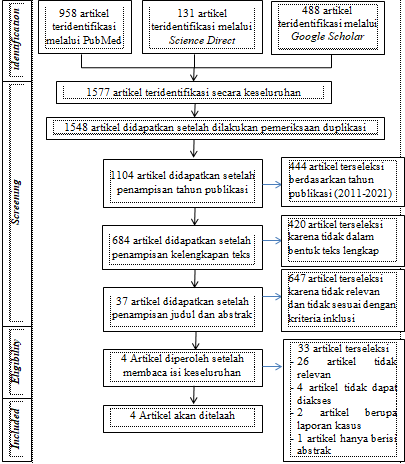 identification
958 artikel
teridentifikasi
melalui PubMed
131 artikel
teridentifikasi melalui
Science Direct
488 artikel
teridentifikasi melalui
Google Scholar
1577 artikel teridentifikasi secara keseluruhan
1548 artikel didapatkan setelah dilakukan pemeriksaan duplikasi
Screening
1104 artikel didapatkan setelah
penampisan tahun publikasi
444 artikel terseleksi
berdasarkan tahun
publikasi (2011-2021)
684 artikel didapatkan setelah
penampisan kelengkapan teks
420 artikel terseleksi
karena tidak dalam
bentuk teks lengkap
37 artikel didapatkan setelah
penampisan judul dan abstrak
647 artikel terseleksi
karena tidak relevan
dan tidak sesuai dengan
kriteria inklusi
Eligibility
4 Artikel diperoleh setelah
membaca isi keseluruhan
33 artikel terseleksi
- 26 artikel tidak
relevan
- 4 artikel tidak dapat
diakses
- 2 artikel berupa
laporan kasus
- 1 artikel hanya berisi
abstrak
Included
4 Artikel akan ditelaah